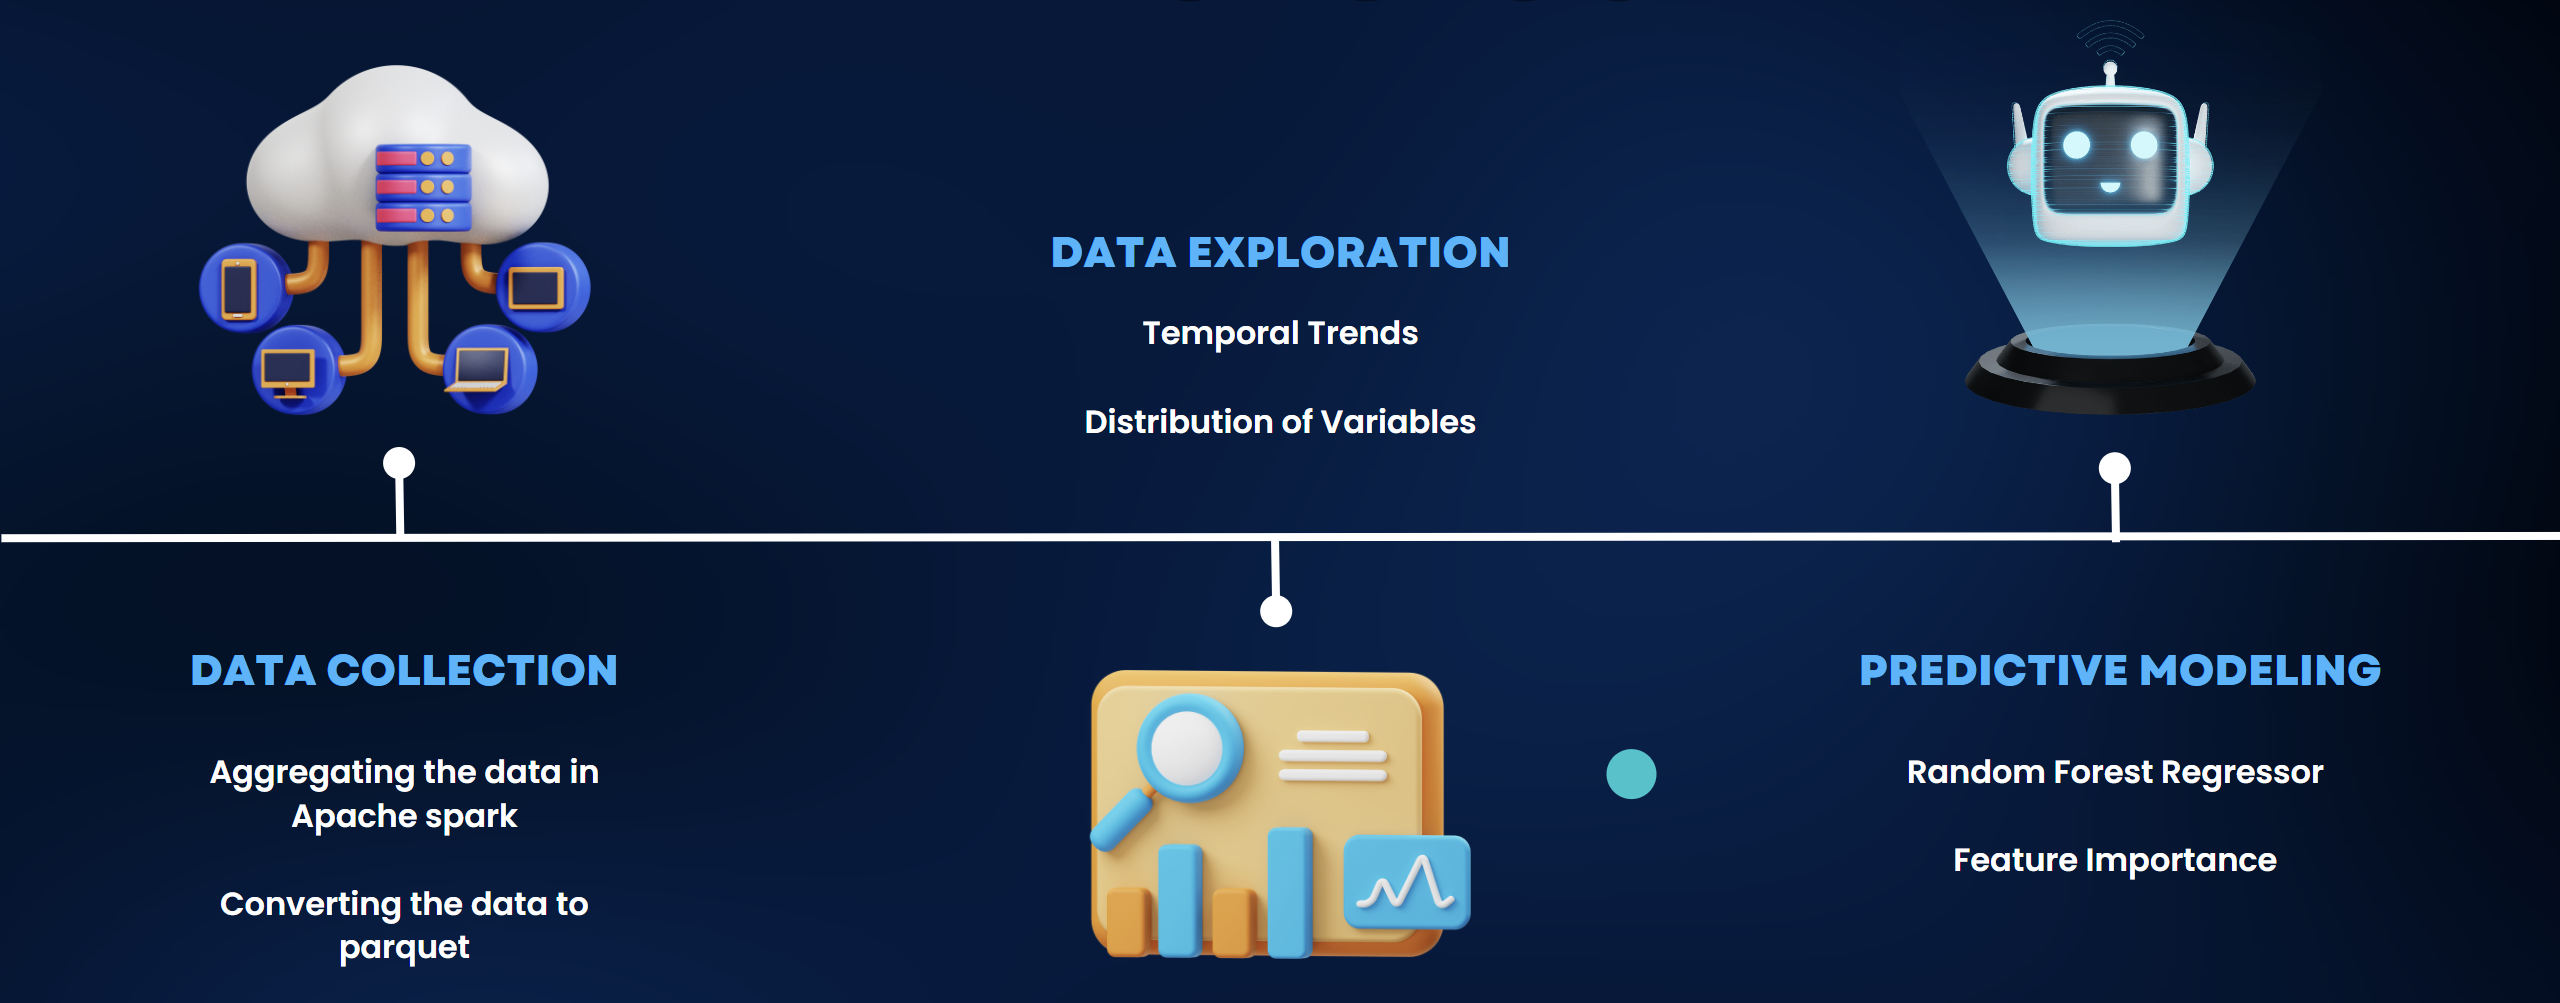 DATA EXPLORATION
Temporal Trends
Distribution of Variables
DATA COLLECTION
Aggregating the data in
Apache spark
Converting the data to
parquet
PREDICTIVE MODELING
Random Forest Regressor
Feature Importance